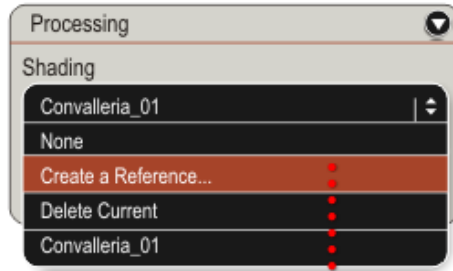 Processing
Shading
Convalleria_01
None
Create a Reference...
Delete Current
Convalleria_01